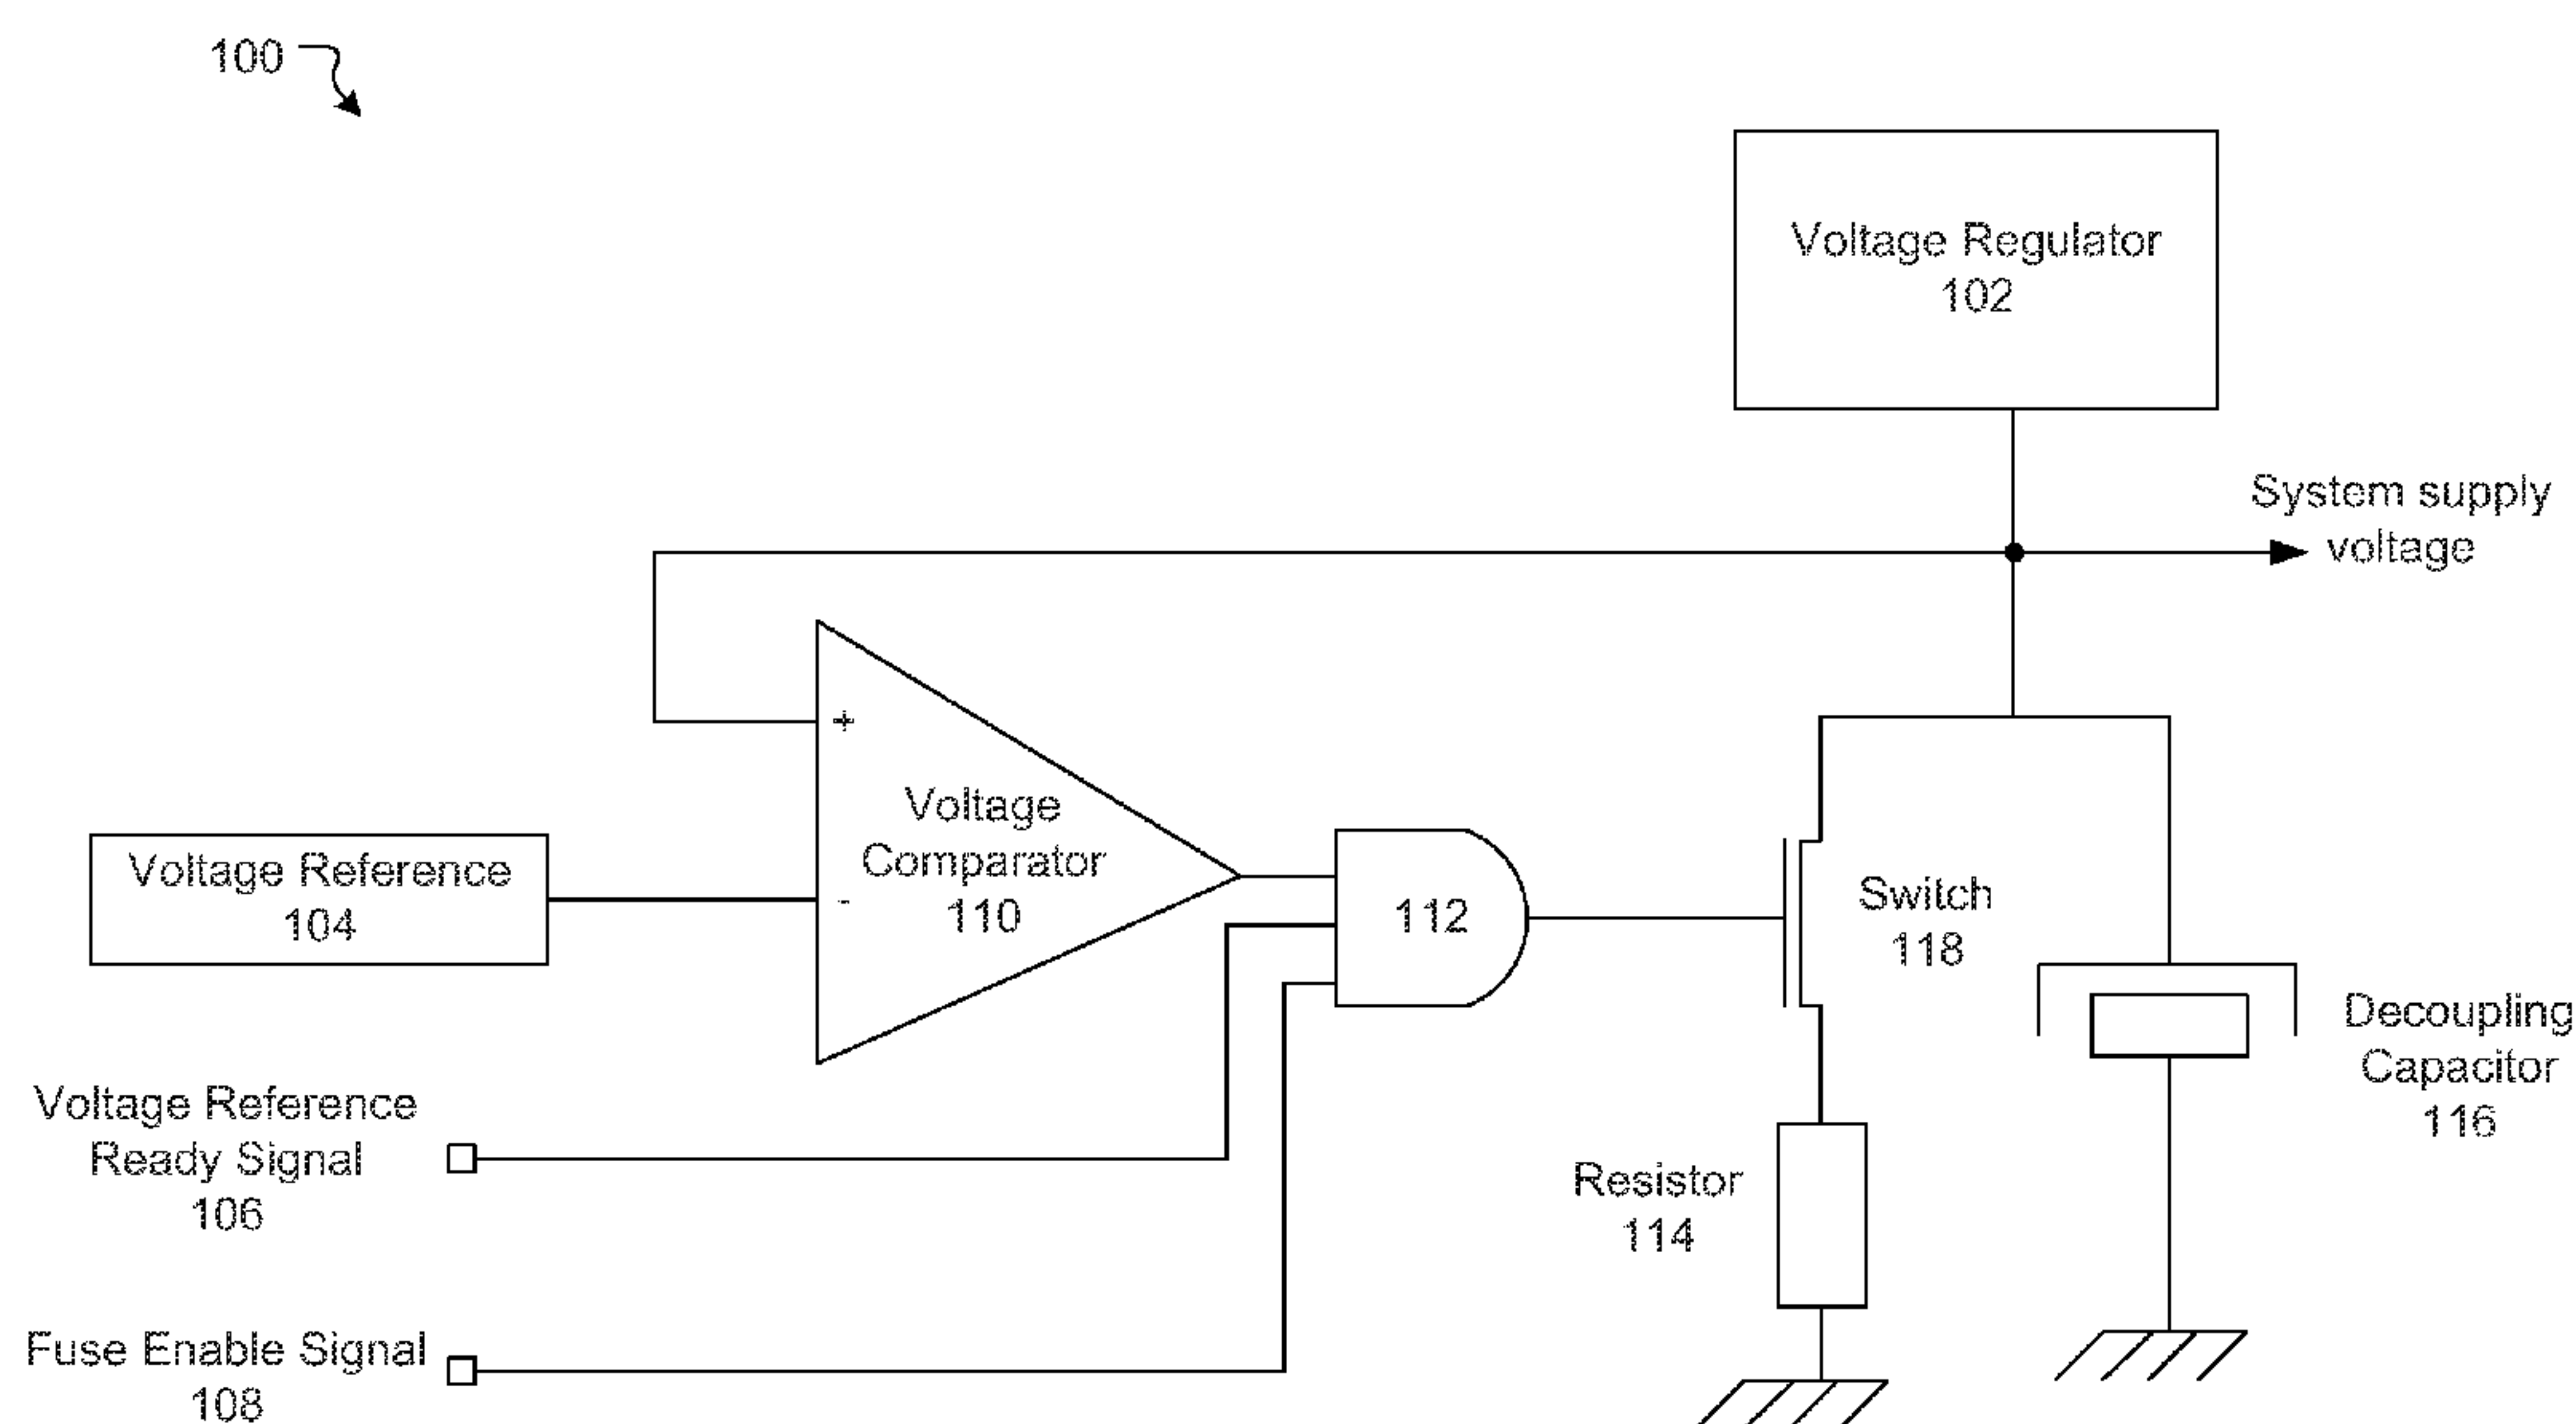 100
Voltage Regulator
102
System supply
voltage
+
Voltage
Comparator
110
-
Voltage Reference
104
112
Switch
118
Decoupling
Capacitor
116
Voltage Reference
Ready Signal
106
Resistor
114
Fuse Enable Signal
108